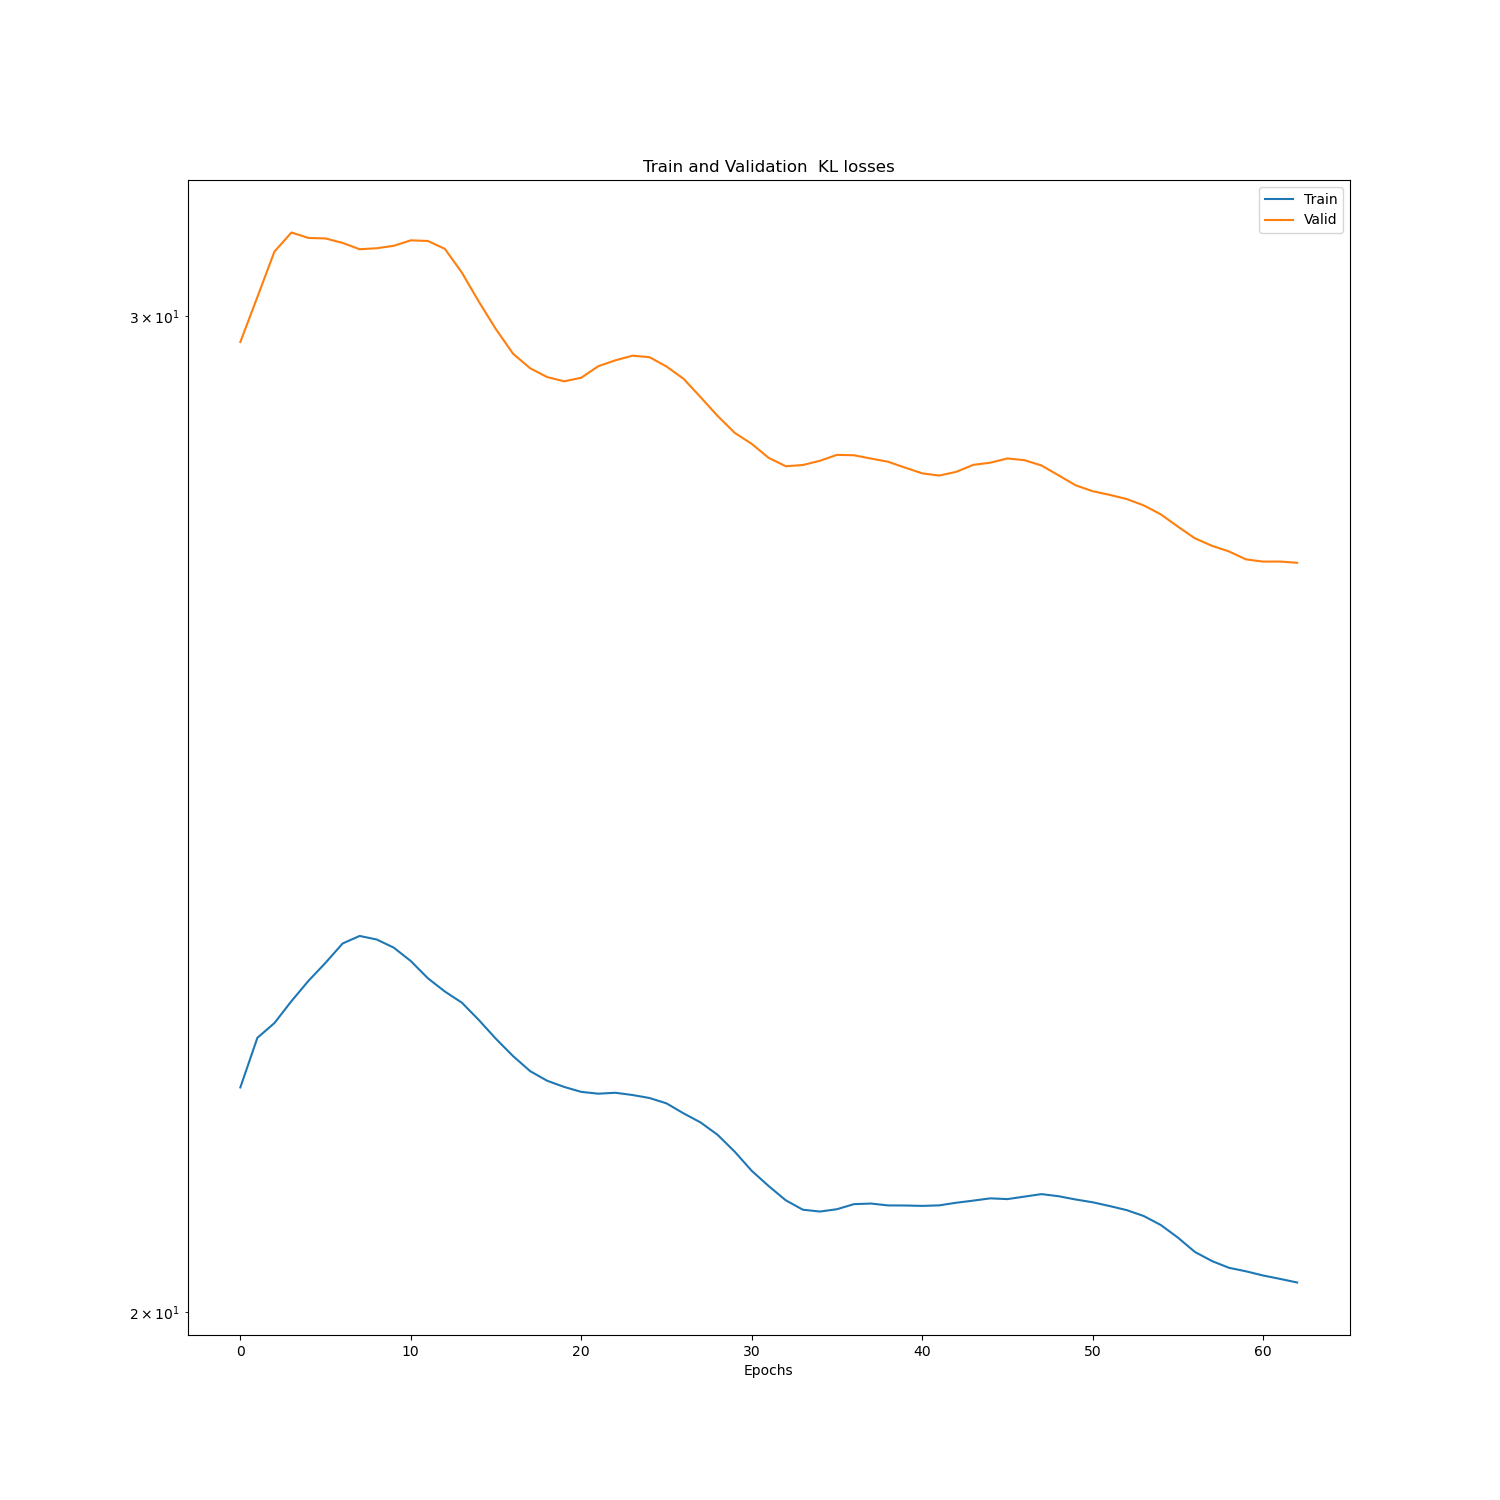 Train and Validation  KL losses
Train
Valid
3 × 10¹
2 × 10¹
0 10 20 30 40 50 60
Epochs